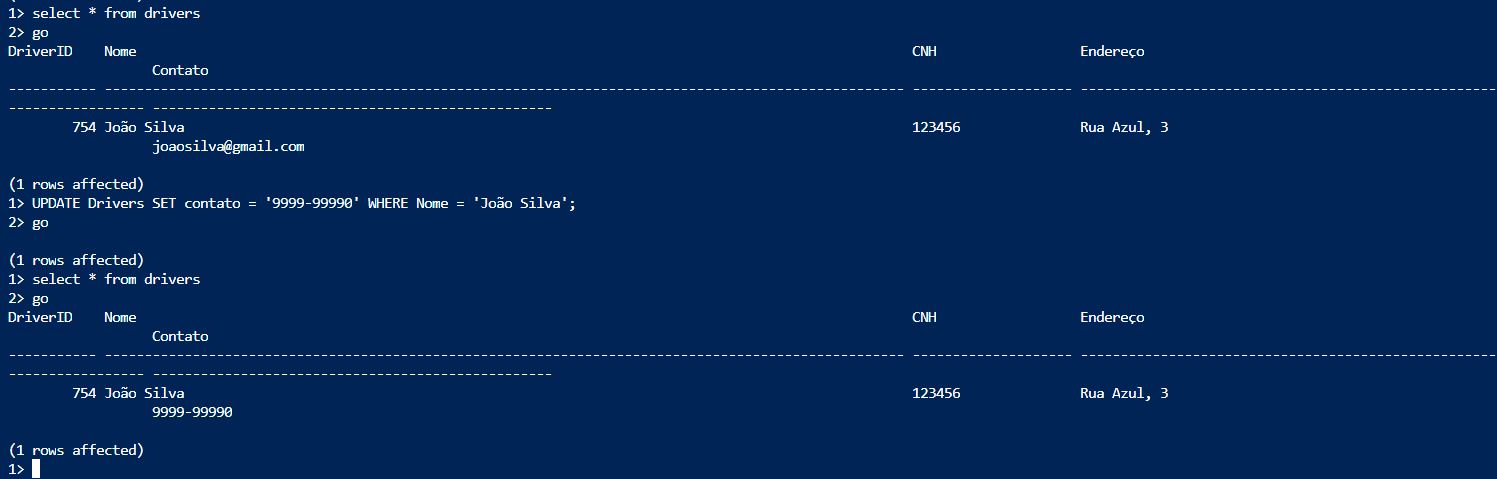 1> select * from drivers
2> go
DriverID    Nome                                                                                                 CNH                  Endereço
                  Contato
----------- ---------------------------------------------------------------------------------------------------- -------------------- ----------------------------------------------------
----------------- --------------------------------------------------
        754 João Silva                                                                                           123456               Rua Azul, 3
                  joaosilva@gmail.com
(1 rows affected)
1> UPDATE Drivers SET contato = '9999-99990' WHERE Nome = 'João Silva';
2> go
(1 rows affected)
1> select * from drivers
2> go
DriverID    Nome                                                                                                 CNH                  Endereço
                  Contato
----------- ---------------------------------------------------------------------------------------------------- -------------------- ----------------------------------------------------
----------------- --------------------------------------------------
        754 João Silva                                                                                           123456               Rua Azul, 3
                  9999-99990
(1 rows affected)
1>